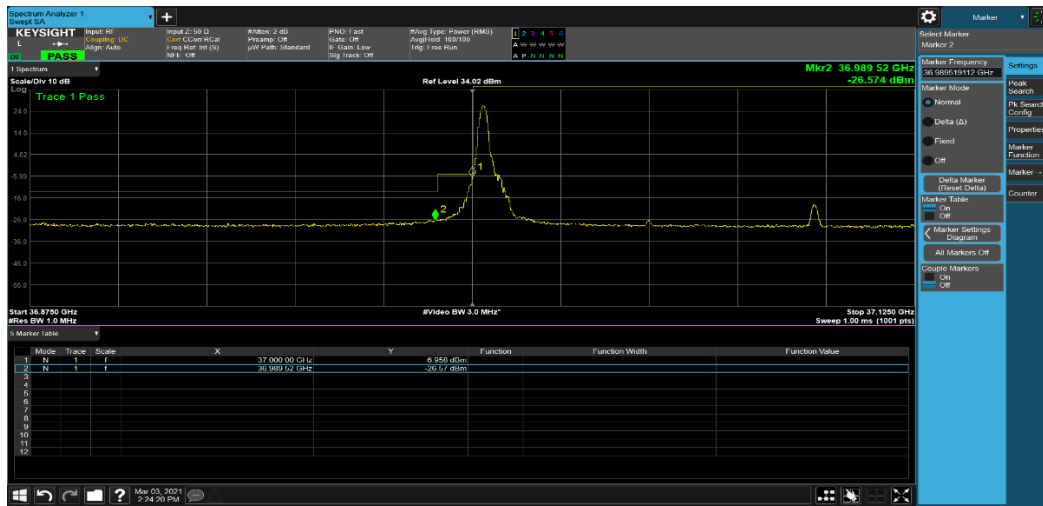 Spectrum Analyzer 1
Swept SA
+
KEYSIGHT
L
PASS
Input: RF
Coupling: DC
Align: Auto
Input Z: 50 Ω
Corr CCorr RCal
Freq Ref: Int (S)
NFE: Off
#Atten: 2 dB
Preamp: Off
µW Path: Standard
PNO: Fast
Gate: Off
IF Gain: Low
Sig Track: Off
#Avg Type: Power (RMS)
Avg|Hold: 100/100
Trig: Free Run
1 2 3 4 5 6
A W W W W W
A P N N N N
1 Spectrum
Scale/Div 10 dB
Ref Level 34.02 dBm
Mkr2 36.989 52 GHz
-26.574 dBm
Log
Trace 1 Pass
24.0
14.0
4.02
-5.99
-16.0
-26.0
-36.0
-46.0
-56.0
1
2
Start 36.8750 GHz
#Res BW 1.0 MHz
#Video BW 3.0 MHz*
Stop 37.1250 GHz
Sweep 1.00 ms (1001 pts)
5 Marker Table
Mode Trace Scale X Y Function Function Width Function Value
1 N 1 f 37.000 00 GHz -6.958 dBm
2 N 1 f 36.989 52 GHz -26.57 dBm
3
4
5
6
7
8
9
10
11
12
?
Mar 03, 2021
2:24:20 PM
Marker
Select Marker
Marker 2
Marker Frequency
36.989519112 GHz
Marker Mode
Normal
Delta (Δ)
Fixed
Off
Delta Marker
(Reset Delta)
Marker Table
On
Off
Marker Settings
Diagram
All Markers Off
Couple Markers
On
Off
Settings
Peak
Search
Pk Search
Config
Properties
Marker
Function
Marker→
Counter